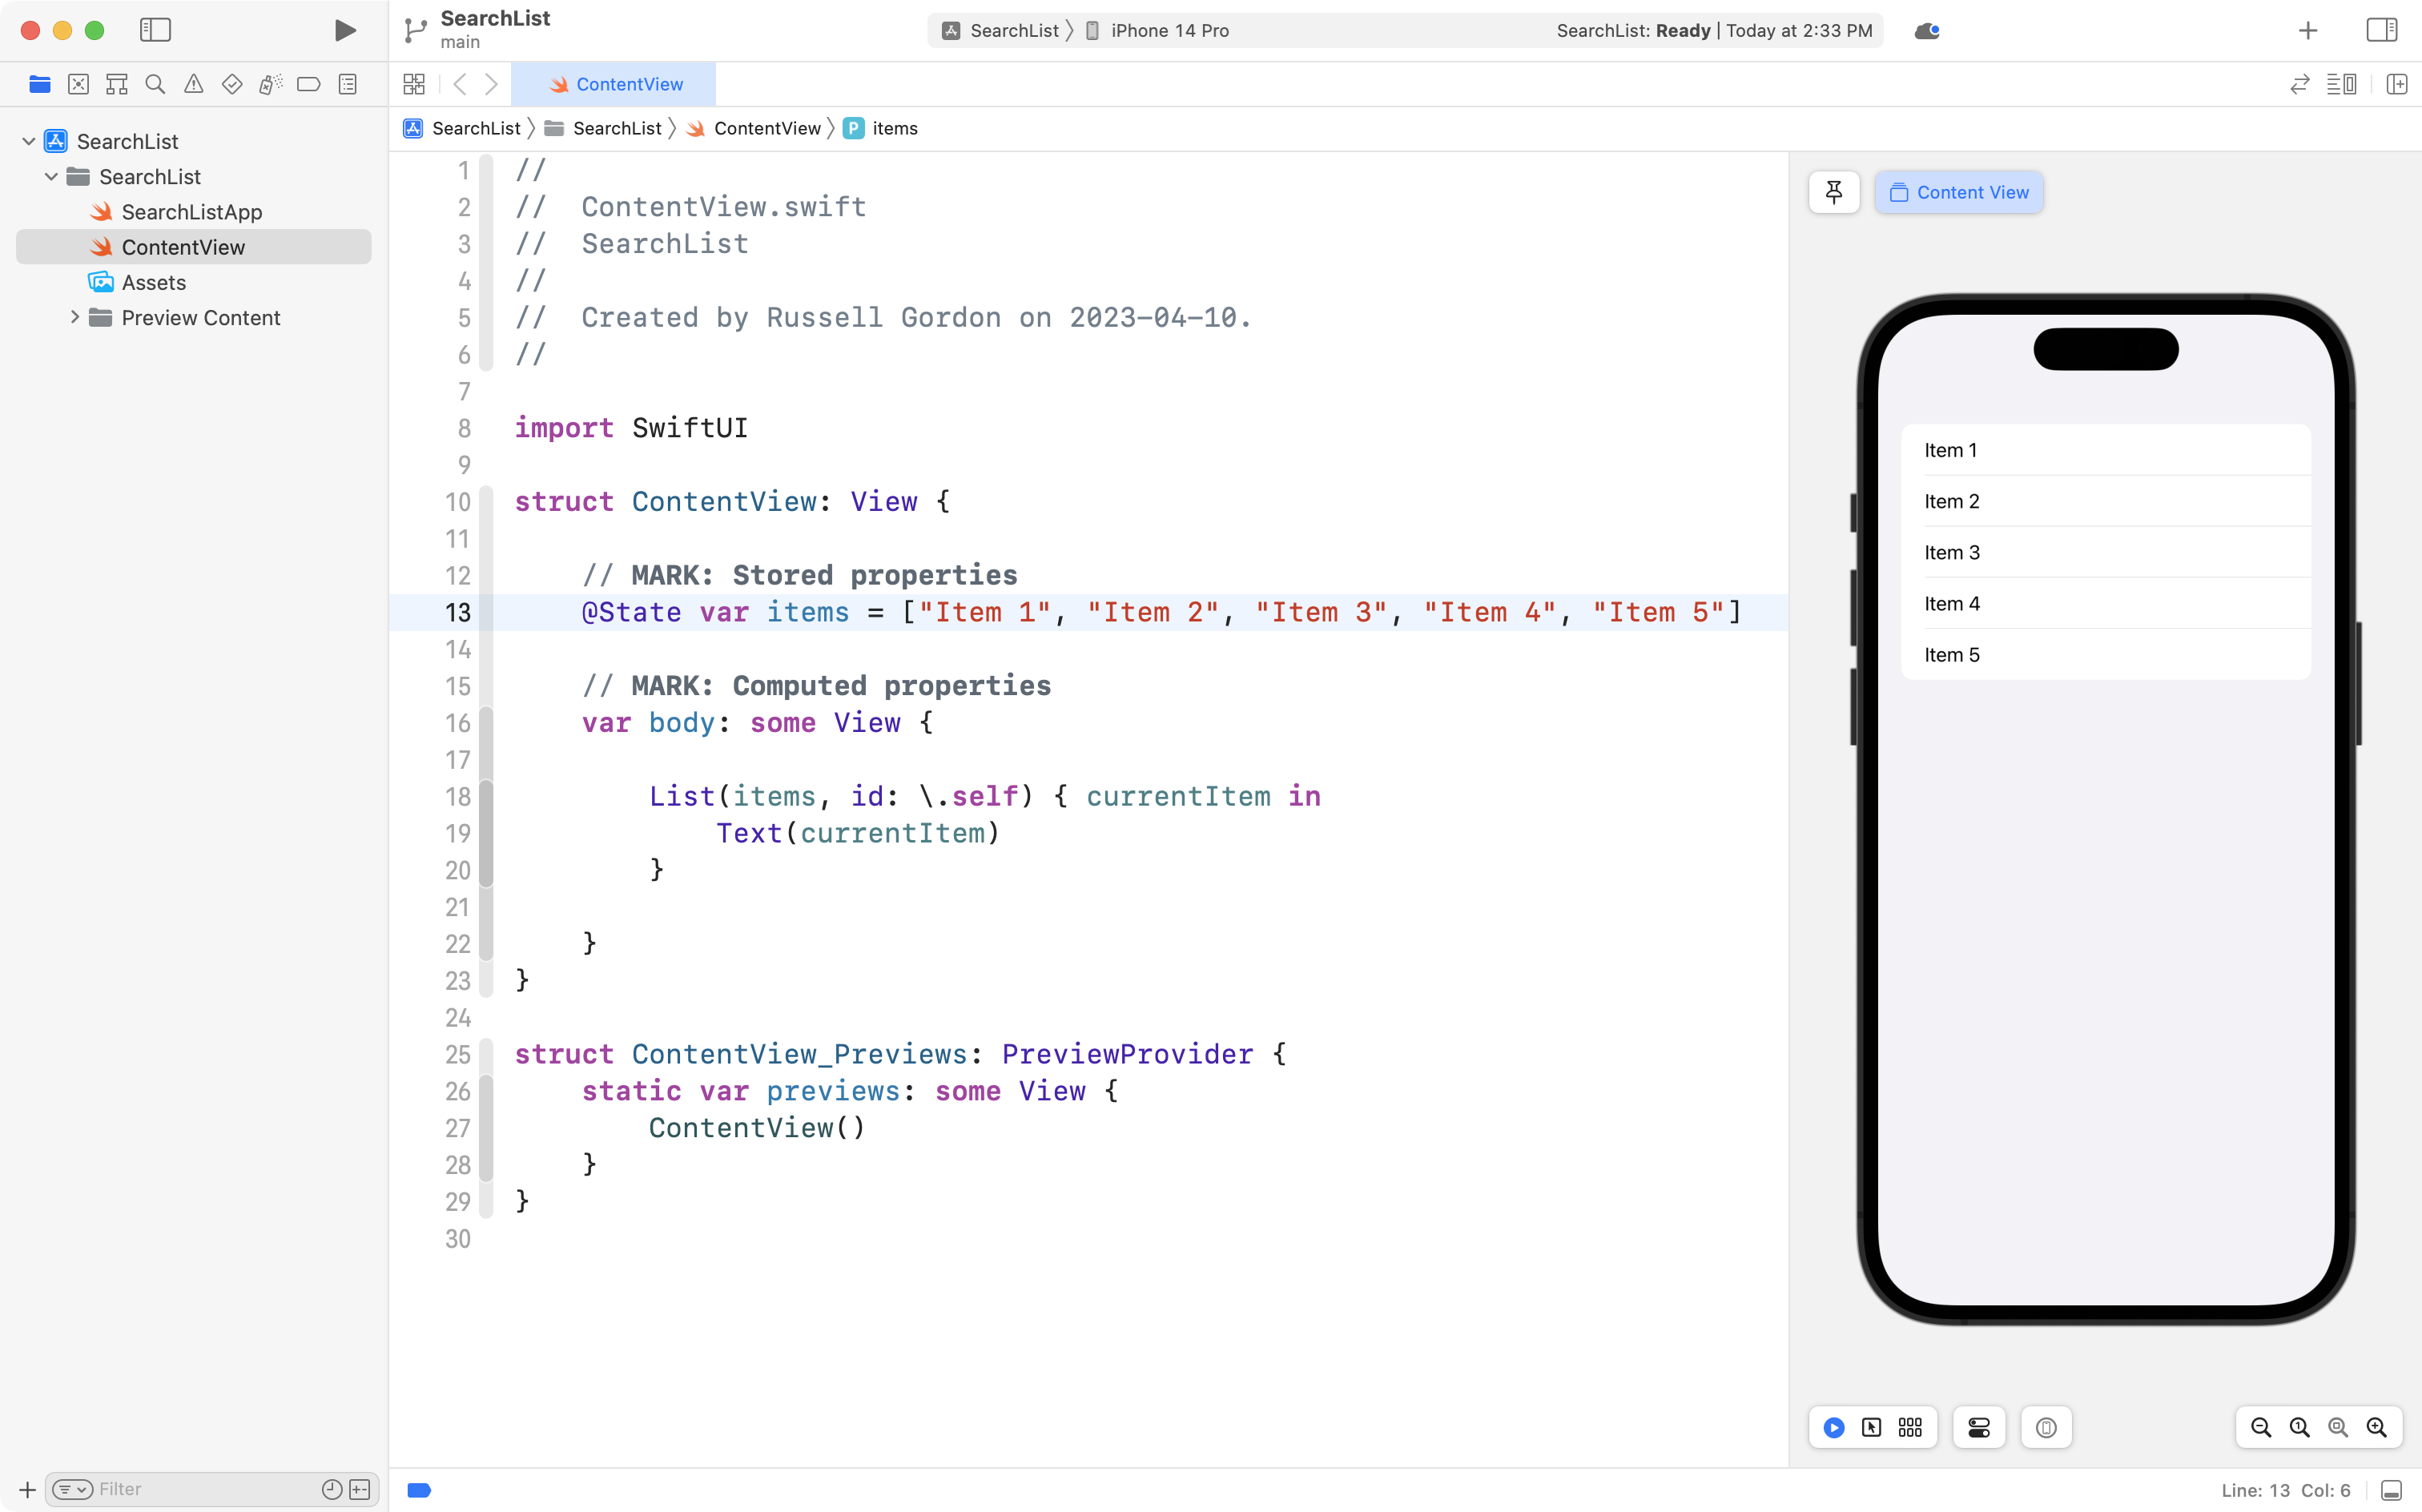 SearchList
main
SearchList 〉 iPhone 14 Pro
SearchList: Ready | Today at 2:33 PM
ContentView
SearchList 〉 SearchList 〉 ContentView 〉 P items
SearchList
SearchList
SearchListApp
ContentView
Assets
Preview Content
1 //
2 //  ContentView.swift
3 //  SearchList
4 //
5 //  Created by Russell Gordon on 2023-04-10.
6 //
7
8 import SwiftUI
9
10 struct ContentView: View {
11
12     // MARK: Stored properties
13     @State var items = ["Item 1", "Item 2", "Item 3", "Item 4", "Item 5"]
14
15     // MARK: Computed properties
16     var body: some View {
17
18         List(items, id: \.self) { currentItem in
19             Text(currentItem)
20         }
21
22     }
23 }
24
25 struct ContentView_Previews: PreviewProvider {
26     static var previews: some View {
27         ContentView()
28     }
29 }
30
Content View
Item 1
Item 2
Item 3
Item 4
Item 5
Filter
Line: 13 Col: 6